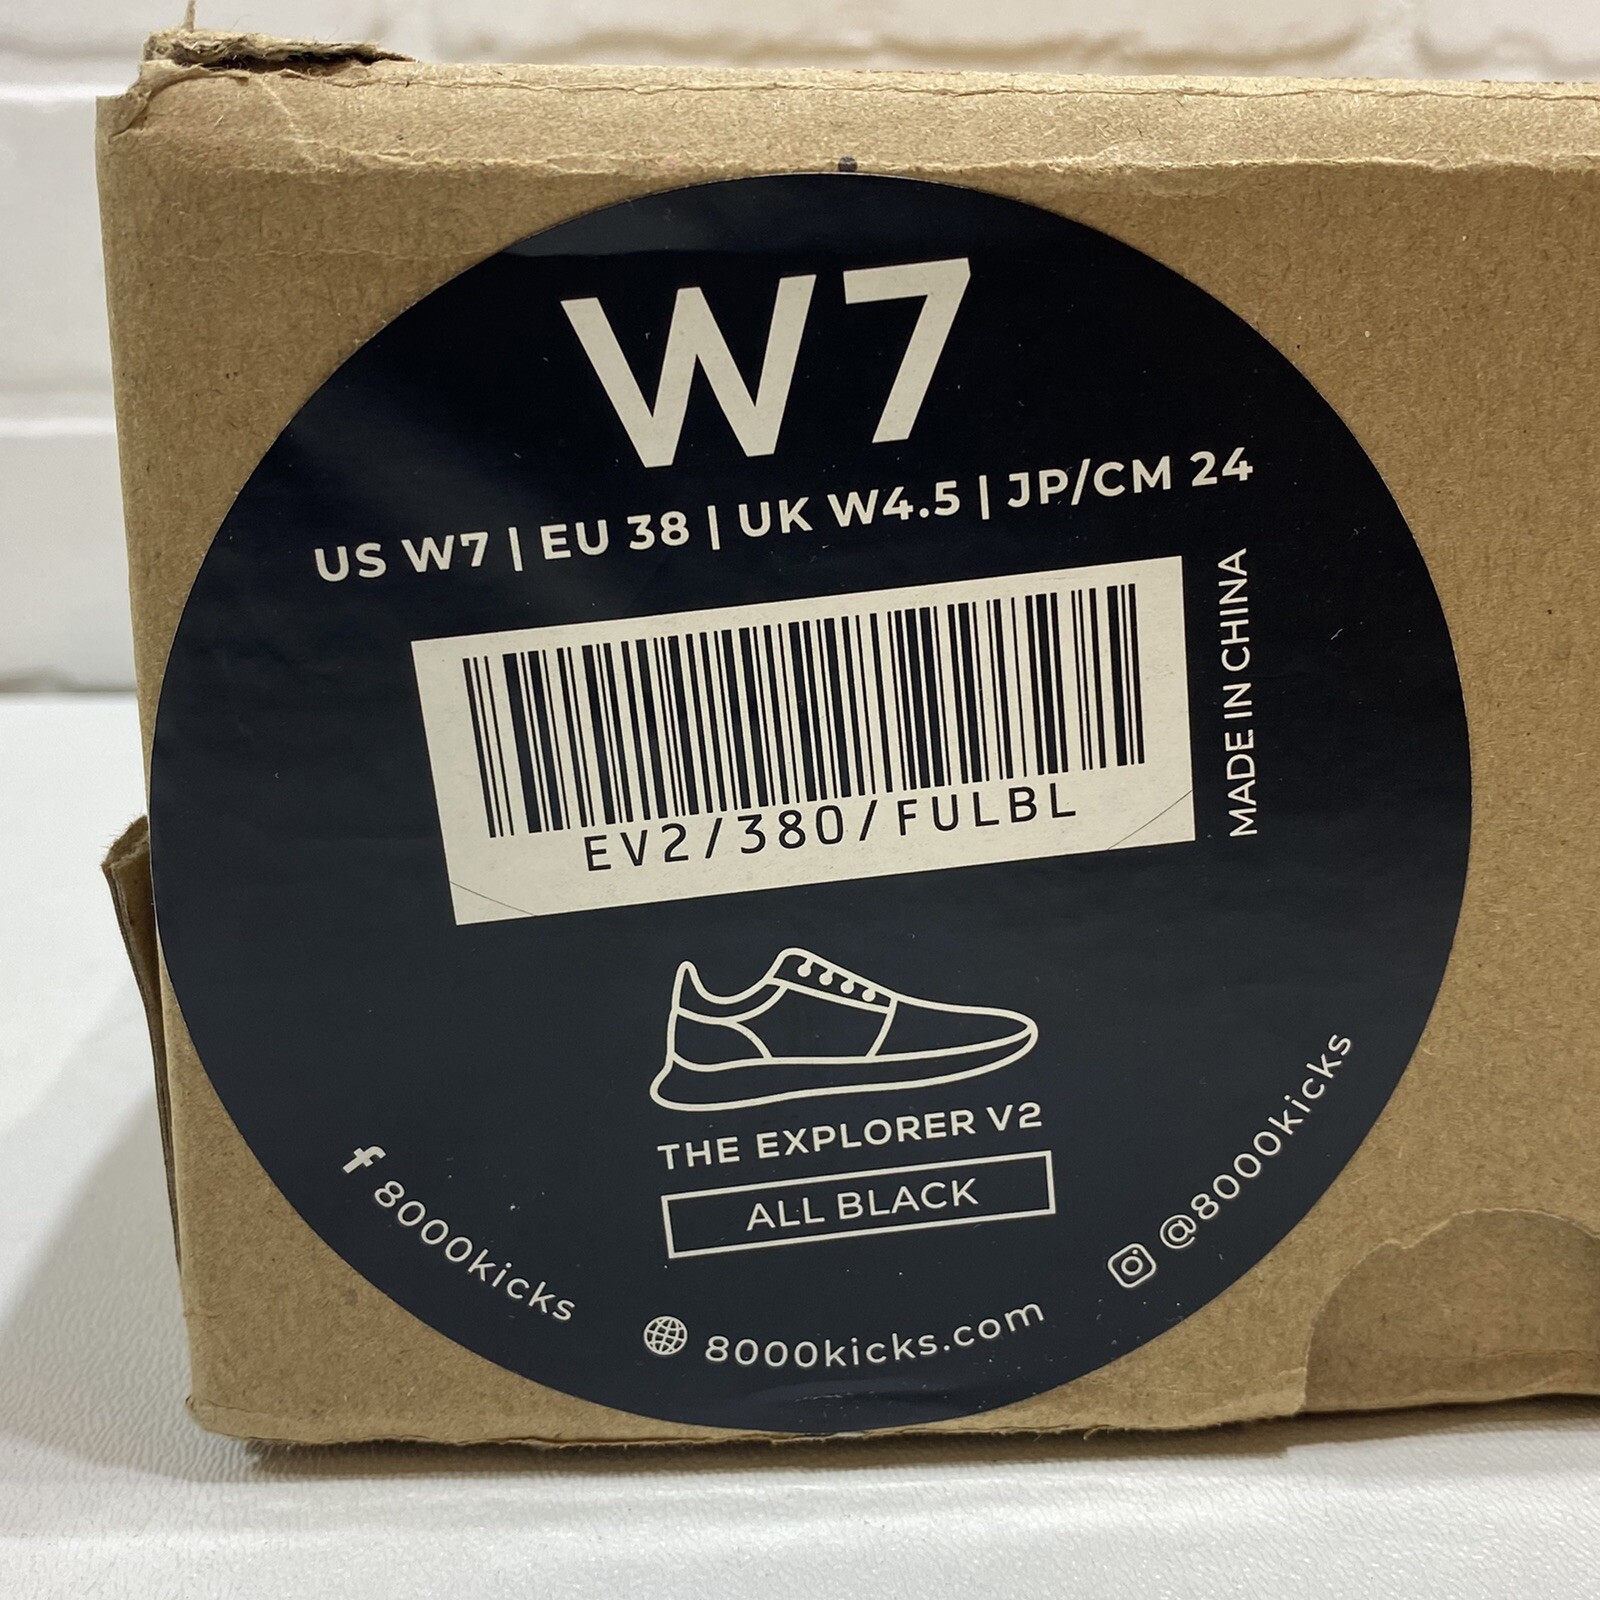 W7
US W7 | EU 38 | UK W4.5 | JP/CM 24
MADE IN CHINA
EV2/380/FULBL
THE EXPLORER V2
ALL BLACK
8000kicks
8000kicks.com
@8000kicks